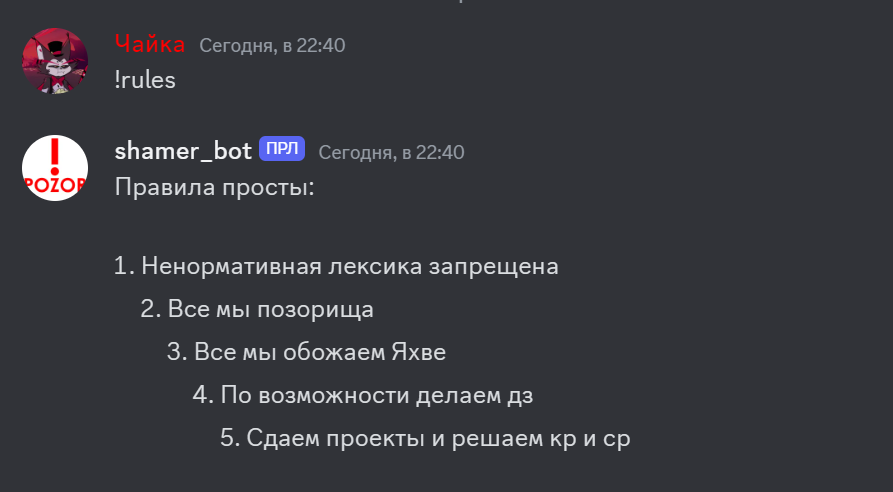 Чайка Сегодня, в 22:40
!rules
shamer_bot ПРЛ Сегодня, в 22:40
!
POZOR
Правила просты:
1. Ненормативная лексика запрещена
2. Все мы позорища
3. Все мы обожаем Яхве
4. По возможности делаем дз
5. Сдаем проекты и решаем кр и ср